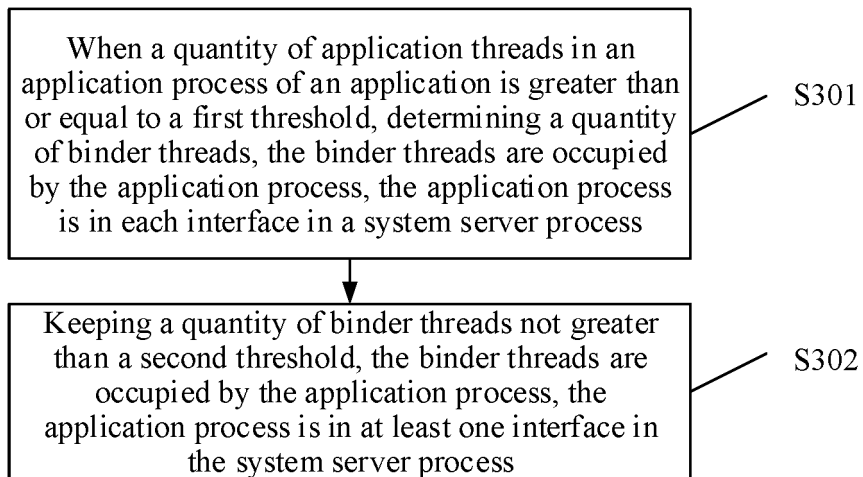 When a quantity of application threads in an
application process of an application is greater than
or equal to a first threshold, determining a quantity
of binder threads, the binder threads are occupied
by the application process, the application process
is in each interface in a system server process
S301
Keeping a quantity of binder threads not greater
than a second threshold, the binder threads are
occupied by the application process, the
application process is in at least one interface in
the system server process
S302